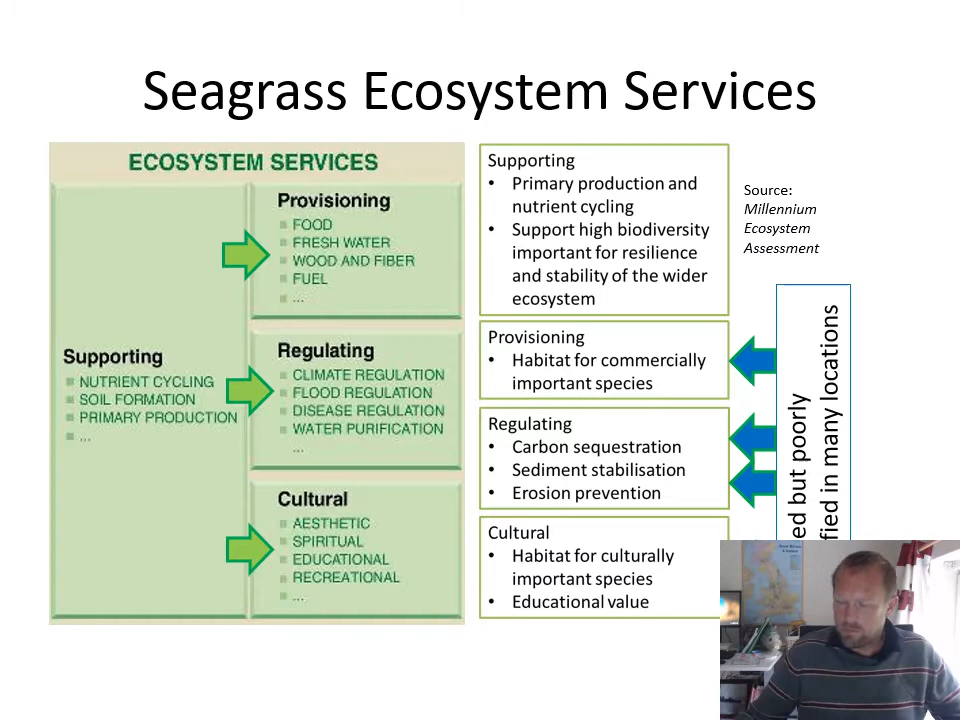 Seagrass Ecosystem Services
ECOSYSTEM SERVICES
Supporting
NUTRIENT CYCLING
SOIL FORMATION
PRIMARY PRODUCTION
...
Provisioning
FOOD
FRESH WATER
WOOD AND FIBER
FUEL
...
Regulating
CLIMATE REGULATION
FLOOD REGULATION
DISEASE REGULATION
WATER PURIFICATION
...
Cultural
AESTHETIC
SPIRITUAL
EDUCATIONAL
RECREATIONAL
...
Supporting
• Primary production and
nutrient cycling
• Support high biodiversity
important for resilience
and stability of the wider
ecosystem
Provisioning
• Habitat for commercially
important species
Regulating
• Carbon sequestration
• Sediment stabilisation
• Erosion prevention
Cultural
• Habitat for culturally
important species
• Educational value
Source:
Millennium
Ecosystem
Assessment
but poorly
in many locations